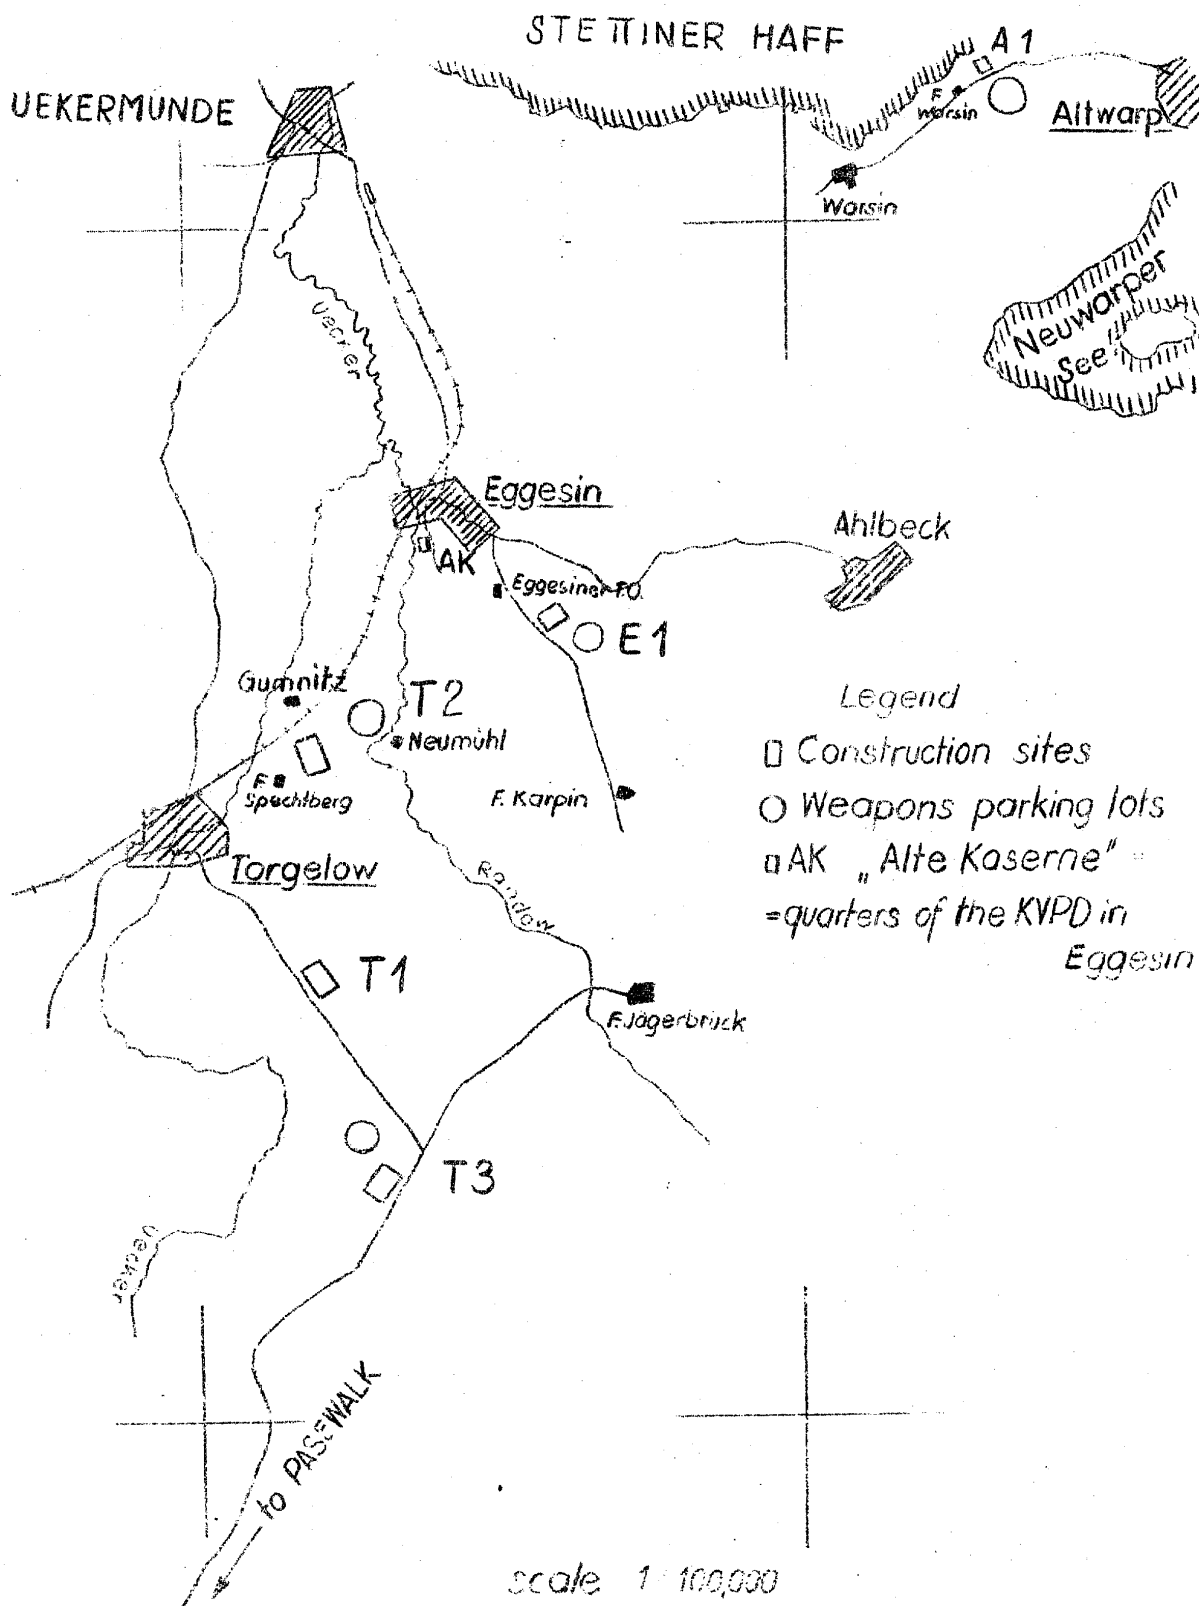 STETTINER HAFF
A1
UEKERMUNDE
F.
Warsin
Altwarp
Warsin
Neuwarper
See
Uecker
Eggesin
Ahlbeck
AK
Eggesiner F.O.
E1
Gumnitz
T2
Neumühl
F
Spechtberg
F. Karpin
Torgelow
Legend
Construction sites
Weapons parking lots
AK „Alte Kaserne"
=quarters of the KVPD in
Eggesin
Randow
T1
F.Jägerbrück
T3
Uecker
to PASEWALK
scale 1 100,000